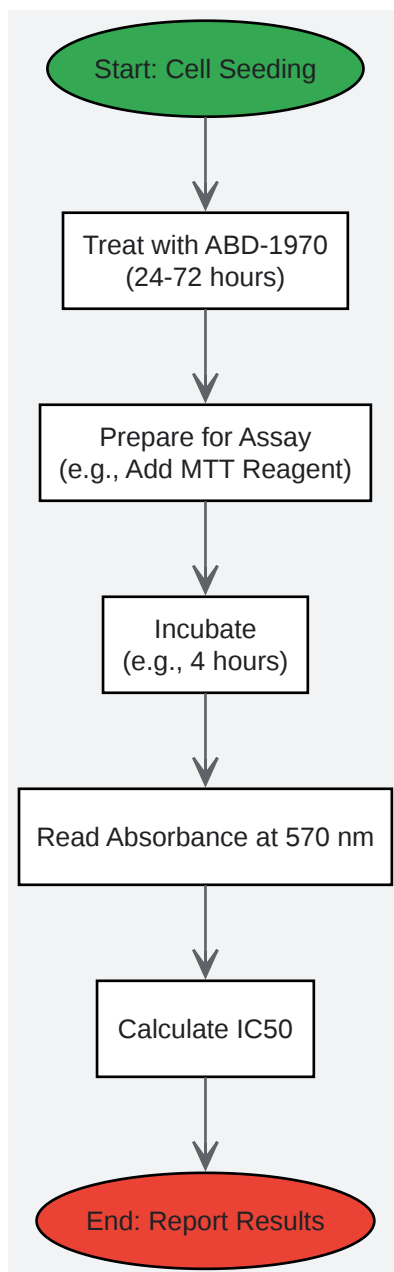 Start: Cell Seeding
Treat with ABD-1970
(24-72 hours)
Prepare for Assay
(e.g., Add MTT Reagent)
Incubate
(e.g., 4 hours)
Read Absorbance at 570 nm
Calculate IC50
End: Report Results